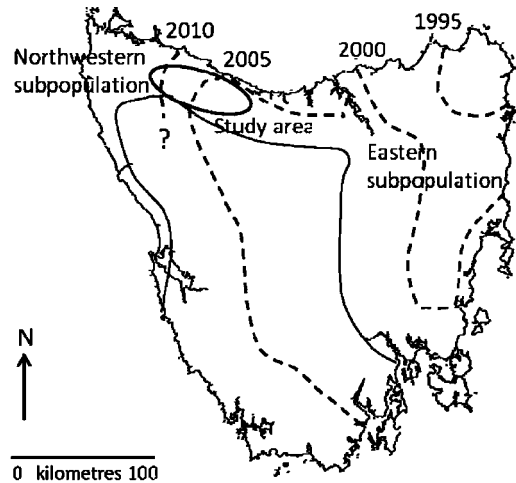 1995
2010
2000
2005
Northwestern
subpopulation
Study area
?
Eastern
subpopulation
N
0 kilometres 100